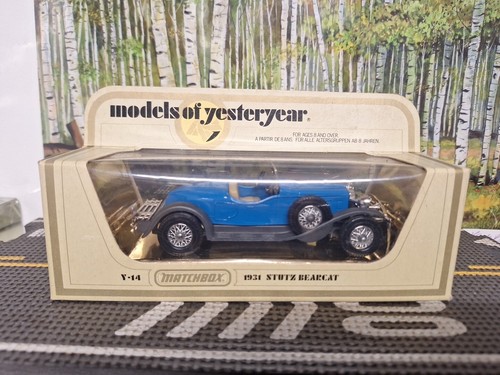 models of yesteryear®
FOR AGES 8 AND OVER
A PARTIR DE 8 ANS FÜR ALLE ALTERSGRUPPEN AB 8 JAHREN.
Y-14 MATCHBOX 1931 STUTZ BEARCAT